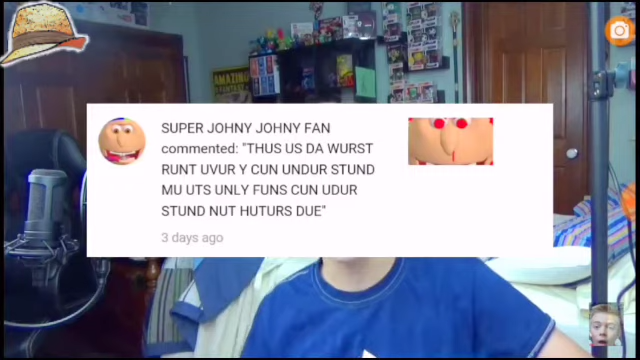 AMAZING
SUPER JOHNY JOHNY FAN
commented: "THUS US DA WURST
RUNT UVUR Y CUN UNDUR STUND
MU UTS UNLY FUNS CUN UDUR
STUND NUT HUTURS DUE"
3 days ago